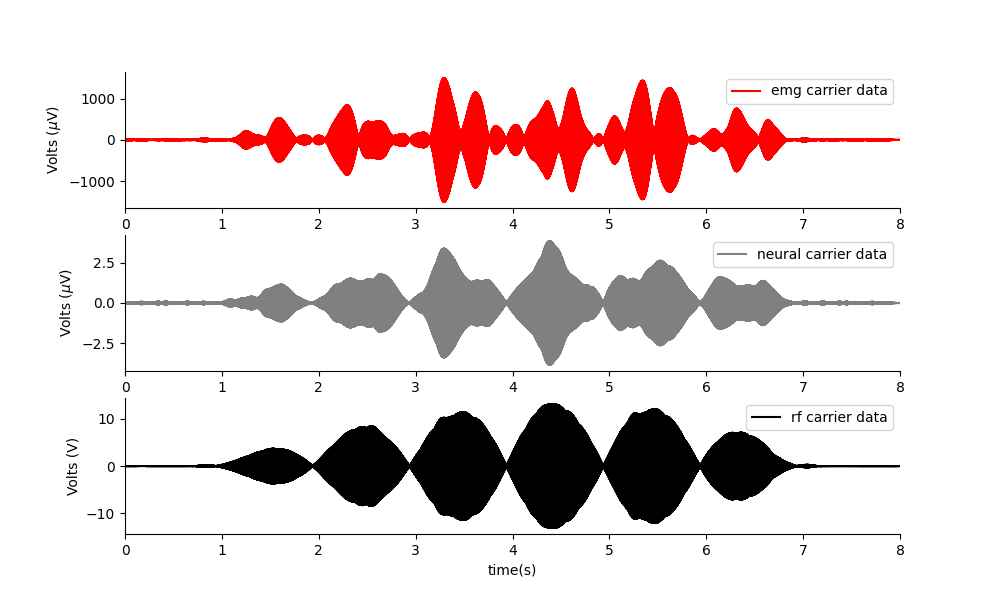 emg carrier data
Volts (μV)
1000
0
−1000
0 1 2 3 4 5 6 7 8
neural carrier data
Volts (μV)
2.5
0.0
−2.5
0 1 2 3 4 5 6 7 8
rf carrier data
Volts (V)
10
0
−10
0 1 2 3 4 5 6 7 8
time(s)